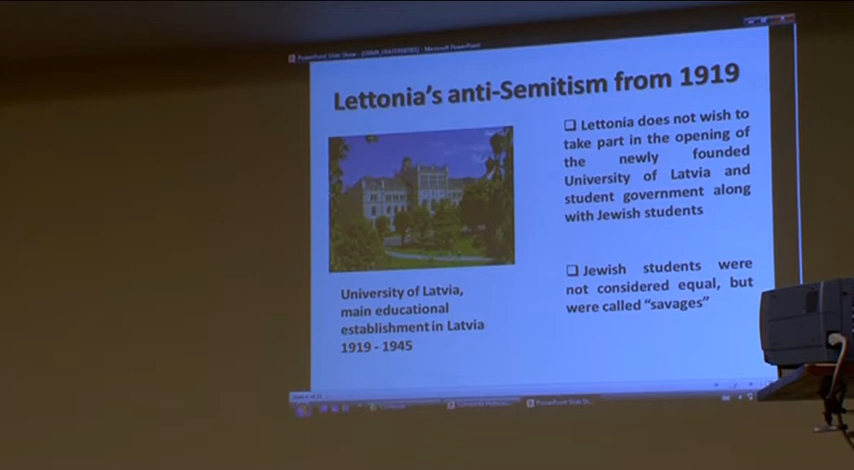 Lettonia's anti-Semitism from 1919
❑ Lettonia does not wish to
take part in the opening of
the newly founded
University of Latvia and
student government along
with Jewish students
❑ Jewish students were
not considered equal, but
were called “savages”
University of Latvia,
main educational
establishment in Latvia
1919 - 1945